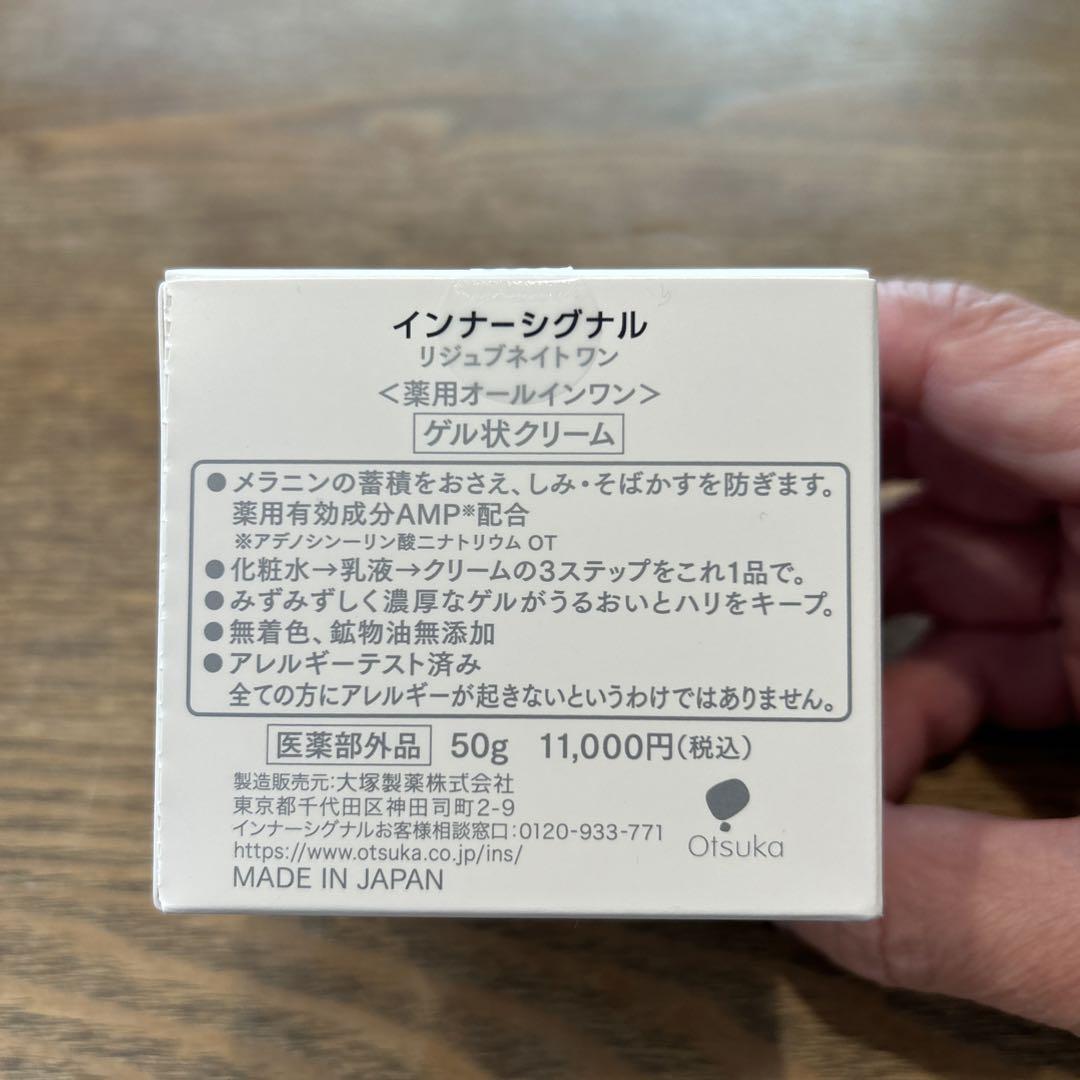 インナーシグナル
リジュブネイト ワン
＜薬用オールインワン＞
ゲル状クリーム
●メラニンの蓄積をおさえ、しみ・そばかすを防ぎます。
薬用有効成分AMP※配合
※アデノシン一リン酸二ナトリウム OT
●化粧水→乳液→クリームの3ステップをこれ1品で。
●みずみずしく濃厚なゲルがうるおいとハリをキープ。
●無着色、鉱物油無添加
●アレルギーテスト済み
全ての方にアレルギーが起きないというわけではありません。
医薬部外品 50g 11,000円（税込）
製造販売元：大塚製薬株式会社
東京都千代田区神田司町2-9
インナーシグナルお客様相談窓口：0120-933-771
https://www.otsuka.co.jp/ins/
MADE IN JAPAN
Otsuka